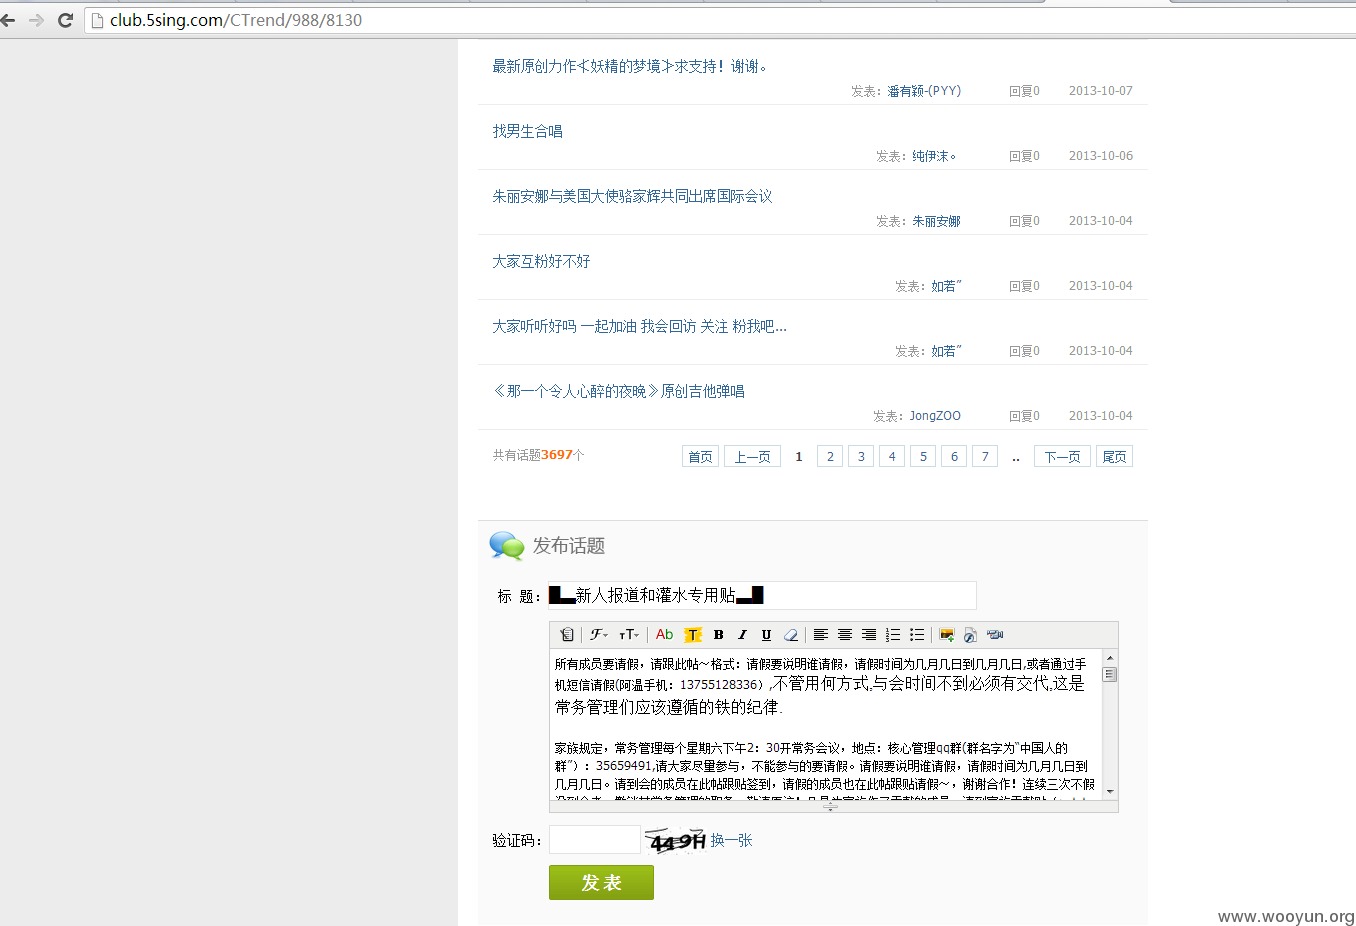 club.5sing.com/CTrend/988/8130
最新原创力作≮妖精的梦境≯求支持！谢谢。
发表：潘有颖-(PYY) 回复0 2013-10-07
找男生合唱
发表：纯伊沫。 回复0 2013-10-06
朱丽安娜与美国大使骆家辉共同出席国际会议
发表：朱丽安娜 回复0 2013-10-04
大家互粉好不好
发表：如若〞 回复0 2013-10-04
大家听听好吗 一起加油 我会回访 关注 粉我吧...
发表：如若〞 回复0 2013-10-04
《那一个令人心醉的夜晚》原创吉他弹唱
发表：JongZOO 回复0 2013-10-04
共有话题3697个 首页 上一页 1 2 3 4 5 6 7 .. 下一页 尾页
发布话题
标 题：█▃新人报道和灌水专用贴▃█
所有成员要请假，请跟此帖～格式：请假要说明谁请假，请假时间为几月几日到几月几日,或者通过手
机短信请假(阿温手机：13755128336）,不管用何方式,与会时间不到必须有交代,这是
常务管理们应该遵循的铁的纪律.
家族规定，常务管理每个星期六下午2：30开常务会议，地点：核心管理qq群(群名字为“中国人的
群”）：35659491,请大家尽量参与，不能参与的要请假。请假要说明谁请假，请假时间为几月几日到
几月几日。请到会的成员在此帖跟贴签到，请假的成员也在此帖跟贴请假～，谢谢合作！连续三次不假
验证码： 449H 换一张
发 表
www.wooyun.org